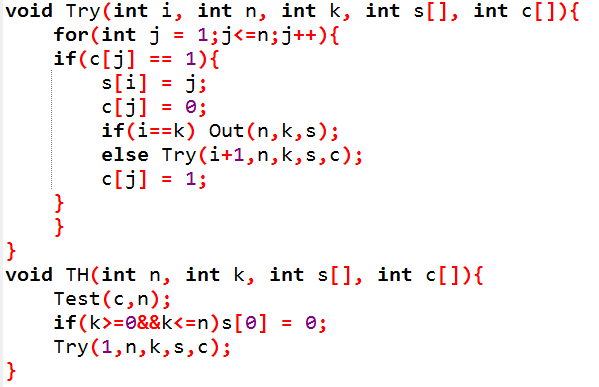 void Try(int i, int n, int k, int s[], int c[]){
    for(int j = 1;j<=n;j++){
    if(c[j] == 1){
        s[i] = j;
        c[j] = 0;
        if(i==k) Out(n,k,s);
        else Try(i+1,n,k,s,c);
        c[j] = 1;
    }
    }
}
void TH(int n, int k, int s[], int c[]){
    Test(c,n);
    if(k>=0&&k<=n)s[0] = 0;
    Try(1,n,k,s,c);
}